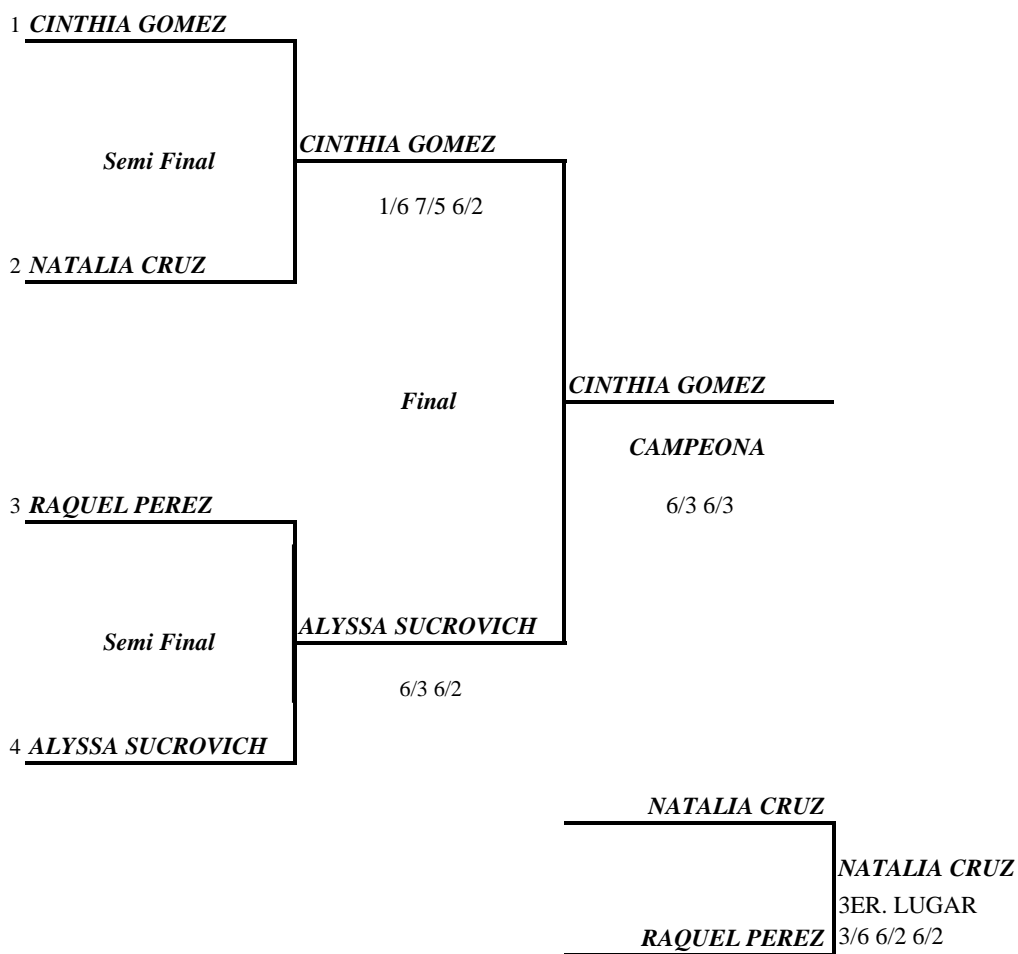 1 CINTHIA GOMEZ
Semi Final
CINTHIA GOMEZ
1/6 7/5 6/2
2 NATALIA CRUZ
Final
CINTHIA GOMEZ
CAMPEONA
6/3 6/3
3 RAQUEL PEREZ
Semi Final
ALYSSA SUCROVICH
6/3 6/2
4 ALYSSA SUCROVICH
NATALIA CRUZ
NATALIA CRUZ
3ER. LUGAR
RAQUEL PEREZ 3/6 6/2 6/2